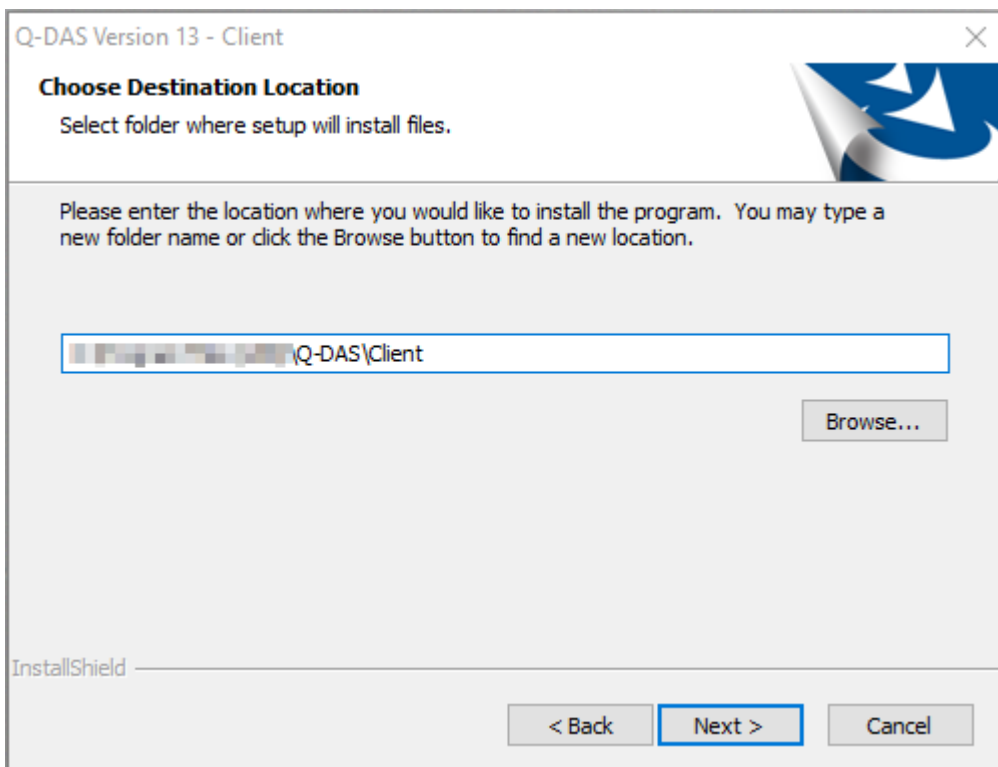 Q-DAS Version 13 - Client
Choose Destination Location
Select folder where setup will install files.
Please enter the location where you would like to install the program.  You may type a
new folder name or click the Browse button to find a new location.
\Q-DAS\Client
Browse...
InstallShield
< Back
Next >
Cancel